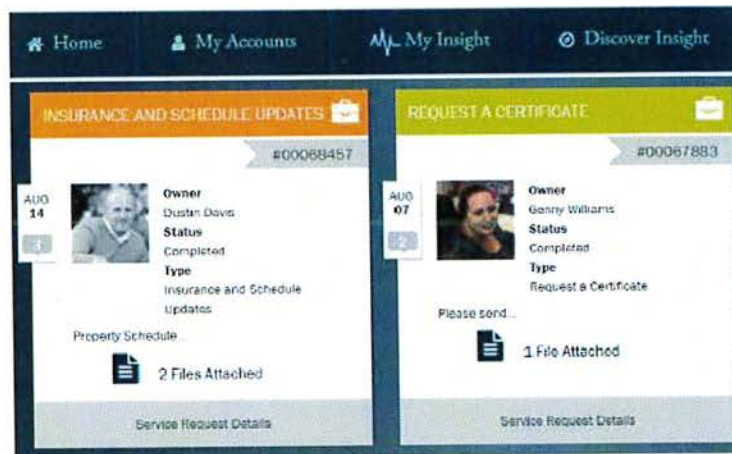 Home My Accounts My Insight Discover Insight
INSURANCE AND SCHEDULE UPDATES
#00068457
AUG
14
3
Owner
Dustin Davis
Status
Completed
Type
Insurance and Schedule
Updates
Property Schedule...
2 Files Attached
Service Request Details
REQUEST A CERTIFICATE
#00067883
AUG
07
2
Owner
Genny Williams
Status
Completed
Type
Request a Certificate
Please send...
1 File Attached
Service Request Details